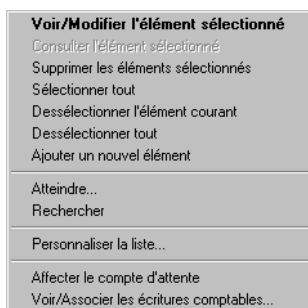 Voir/Modifier l'élément sélectionné
Consulter l'élément sélectionné
Supprimer les éléments sélectionnés
Sélectionner tout
Dessélectionner l'élément courant
Dessélectionner tout
Ajouter un nouvel élément
Atteindre...
Rechercher
Personnaliser la liste...
Affecter le compte d'attente
Voir/Associer les écritures comptables...